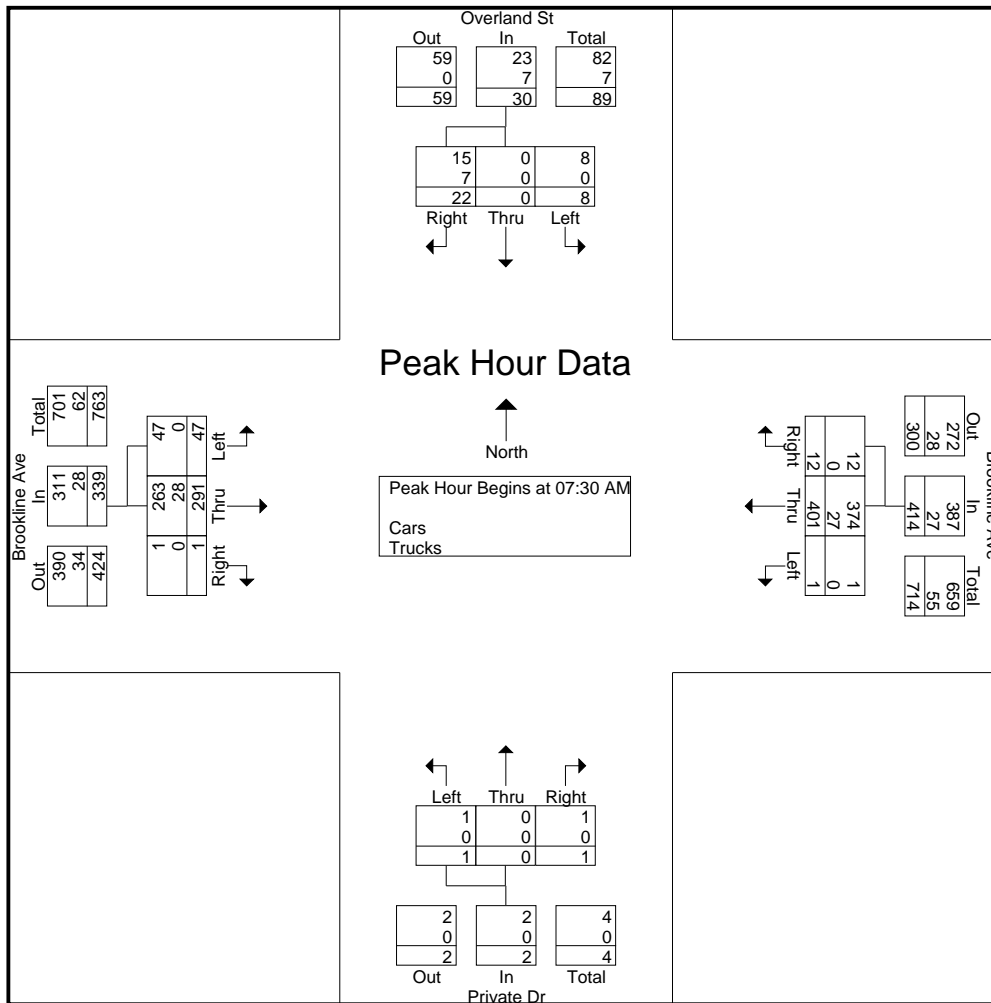 Overland St
Out In Total
59 23 82
0 7 7
59 30 89
15 0 8
7 0 0
22 0 8
Right Thru Left
Peak Hour Data
North
Peak Hour Begins at 07:30 AM
Cars
Trucks
Brookline Ave
Out In Total
390 311 701
34 28 62
424 339 763
Right Thru Left
1 263 47
0 28 0
1 291 47
Brookline Ave
Out In Total
272 387 659
28 27 55
300 414 714
Right Thru Left
12 374 1
0 27 0
12 401 1
Left Thru Right
1 0 1
0 0 0
1 0 1
2 2 4
0 0 0
2 2 4
Out In Total
Private Dr